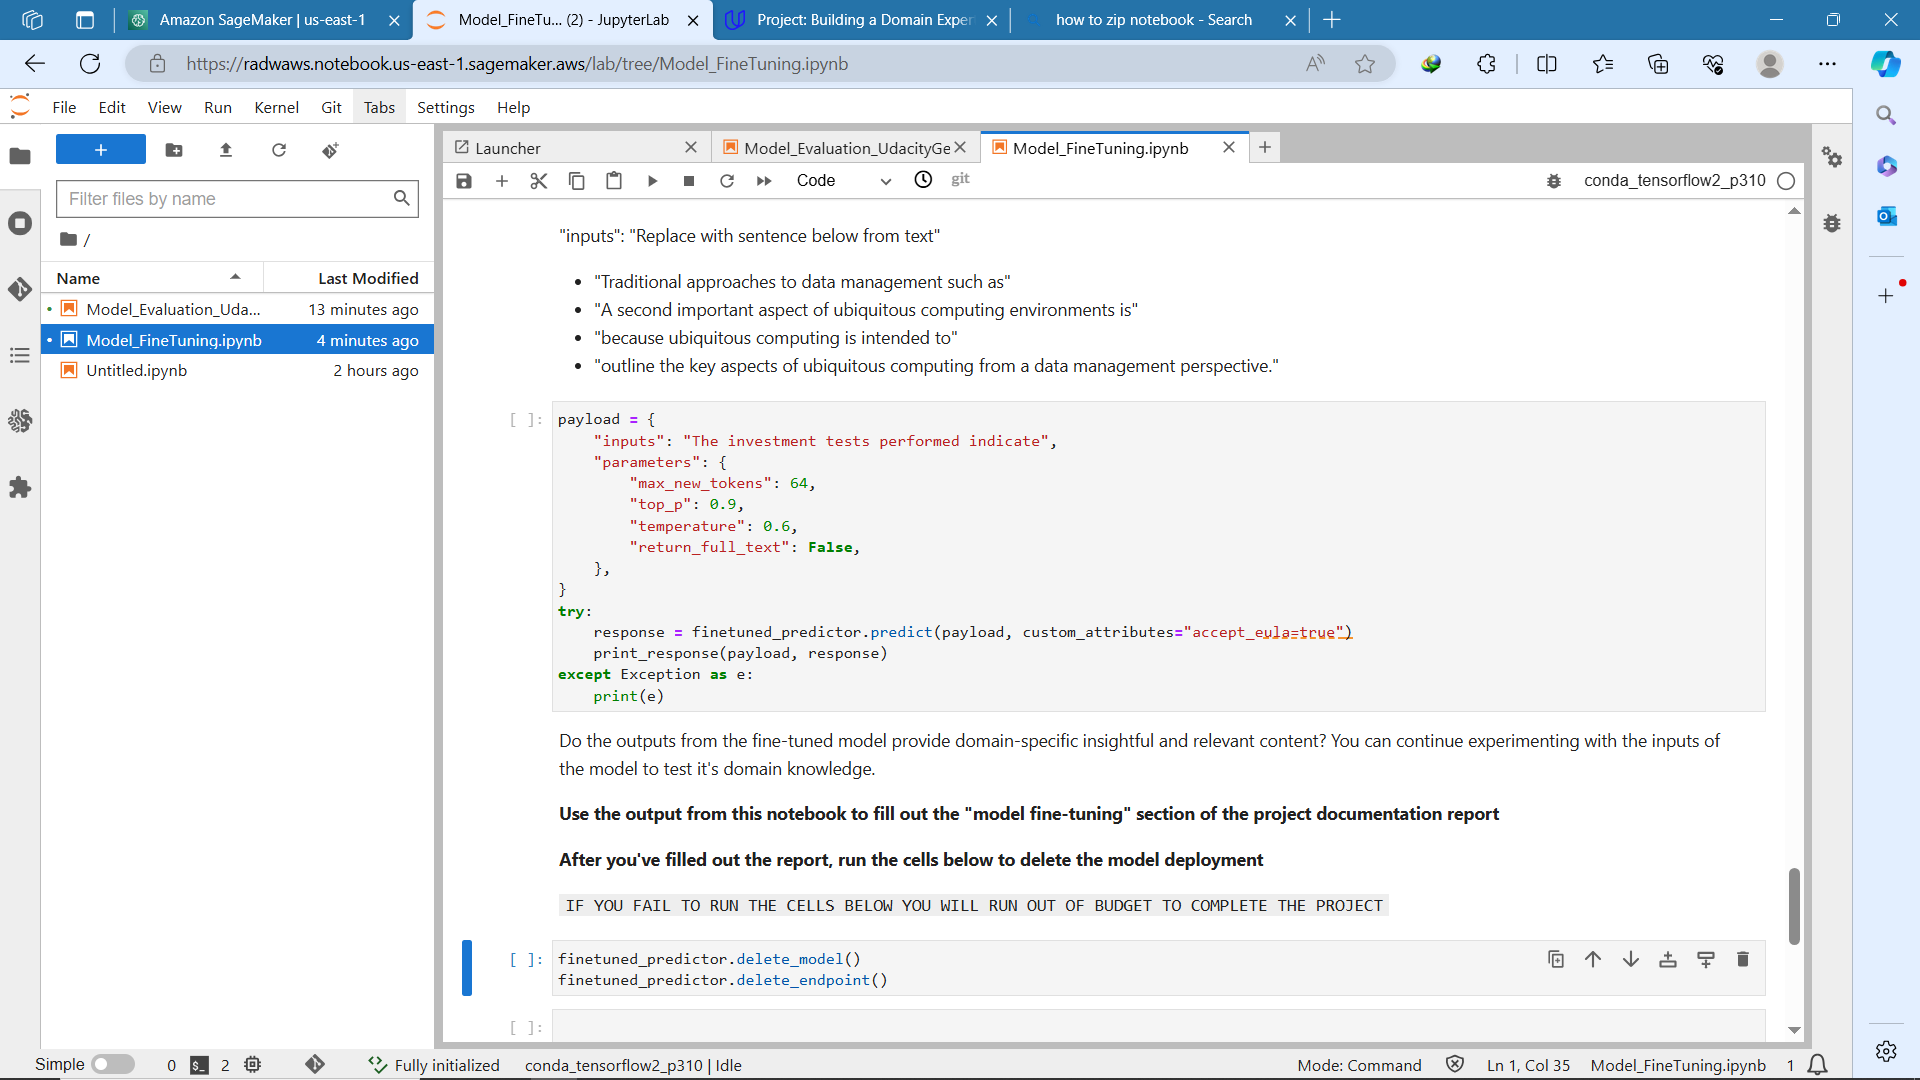 Amazon SageMaker | us-east-1
Model_FineTu... (2) - JupyterLab
Project: Building a Domain Exper
how to zip notebook - Search
https://radwaws.notebook.us-east-1.sagemaker.aws/lab/tree/Model_FineTuning.ipynb
File Edit View Run Kernel Git Tabs Settings Help
Filter files by name
/
Name Last Modified
Model_Evaluation_Uda... 13 minutes ago
Model_FineTuning.ipynb 4 minutes ago
Untitled.ipynb 2 hours ago
Launcher
Model_Evaluation_UdacityGe
Model_FineTuning.ipynb
Code
git
conda_tensorflow2_p310
"inputs": "Replace with sentence below from text"
• "Traditional approaches to data management such as"
• "A second important aspect of ubiquitous computing environments is"
• "because ubiquitous computing is intended to"
• "outline the key aspects of ubiquitous computing from a data management perspective."
[ ]: payload = {
"inputs": "The investment tests performed indicate",
"parameters": {
"max_new_tokens": 64,
"top_p": 0.9,
"temperature": 0.6,
"return_full_text": False,
},
}
try:
response = finetuned_predictor.predict(payload, custom_attributes="accept_eula=true")
print_response(payload, response)
except Exception as e:
print(e)
Do the outputs from the fine-tuned model provide domain-specific insightful and relevant content? You can continue experimenting with the inputs of
the model to test it's domain knowledge.
Use the output from this notebook to fill out the "model fine-tuning" section of the project documentation report
After you've filled out the report, run the cells below to delete the model deployment
IF YOU FAIL TO RUN THE CELLS BELOW YOU WILL RUN OUT OF BUDGET TO COMPLETE THE PROJECT
[ ]: finetuned_predictor.delete_model()
finetuned_predictor.delete_endpoint()
[ ]:
Simple 0 $_ 2 Fully initialized conda_tensorflow2_p310 | Idle Mode: Command Ln 1, Col 35 Model_FineTuning.ipynb 1